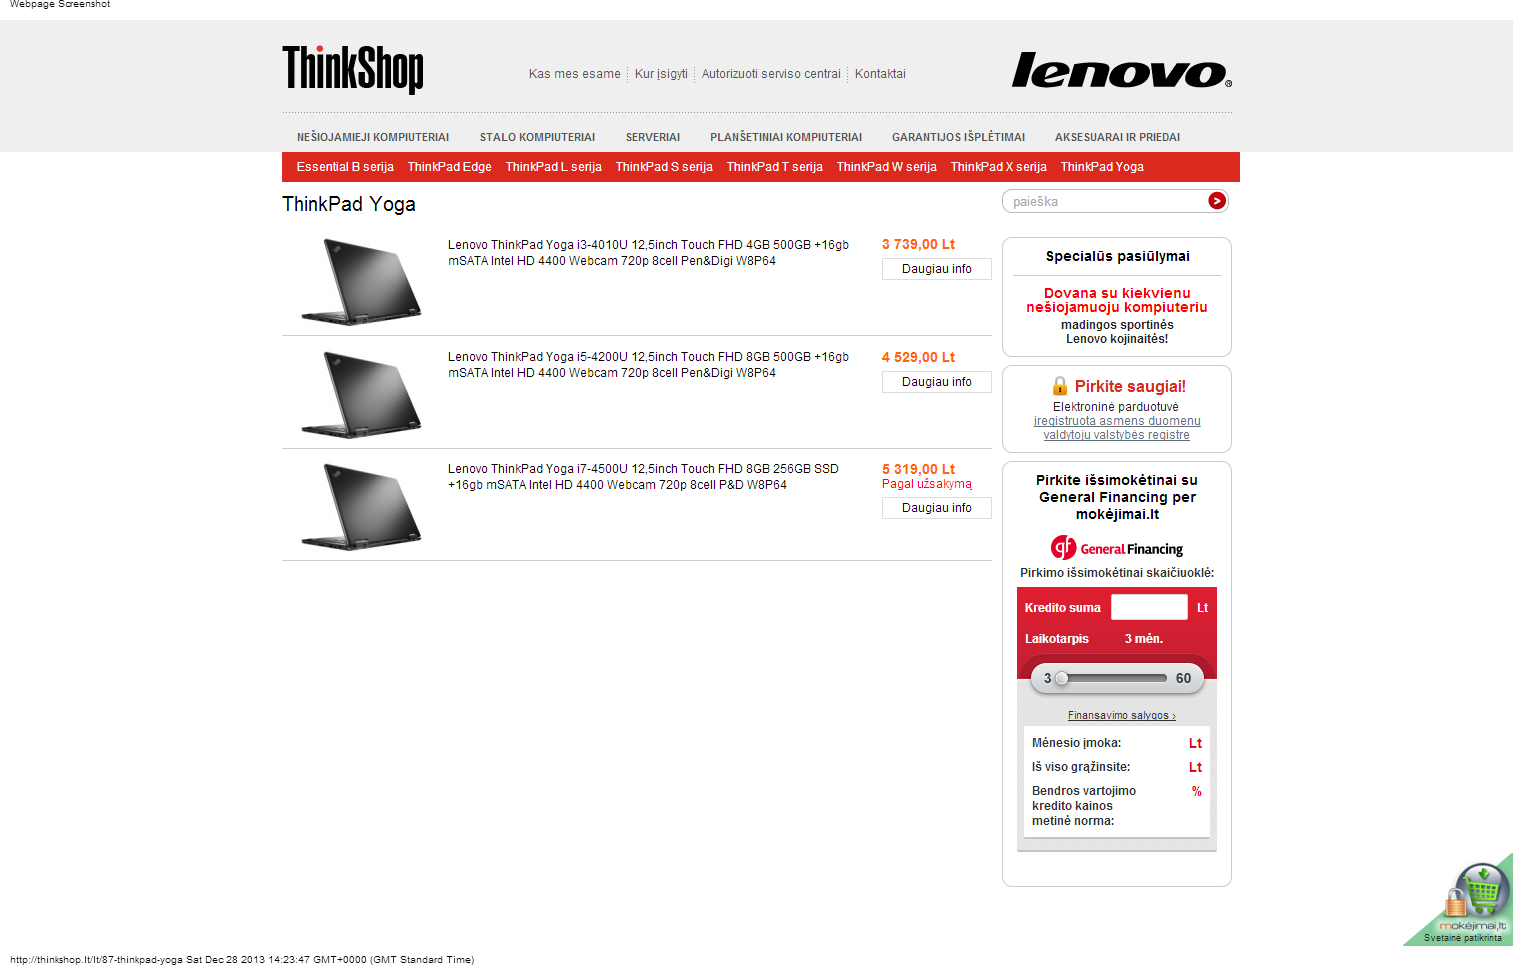 Webpage Screenshot
ThinkShop
Kas mes esame
Kur įsigyti
Autorizuoti serviso centrai
Kontaktai
lenovo®
NEŠIOJAMIEJI KOMPIUTERIAI
STALO KOMPIUTERIAI
SERVERIAI
PLANŠETINIAI KOMPIUTERIAI
GARANTIJOS IŠPLĖTIMAI
AKSESUARAI IR PRIEDAI
Essential B serija
ThinkPad Edge
ThinkPad L serija
ThinkPad S serija
ThinkPad T serija
ThinkPad W serija
ThinkPad X serija
ThinkPad Yoga
ThinkPad Yoga
paieška
Lenovo ThinkPad Yoga i3-4010U 12,5inch Touch FHD 4GB 500GB +16gb
mSATA Intel HD 4400 Webcam 720p 8cell Pen&Digi W8P64
3 739,00 Lt
Daugiau info
Lenovo ThinkPad Yoga i5-4200U 12,5inch Touch FHD 8GB 500GB +16gb
mSATA Intel HD 4400 Webcam 720p 8cell Pen&Digi W8P64
4 529,00 Lt
Daugiau info
Lenovo ThinkPad Yoga i7-4500U 12,5inch Touch FHD 8GB 256GB SSD
+16gb mSATA Intel HD 4400 Webcam 720p 8cell P&D W8P64
5 319,00 Lt
Pagal užsakymą
Daugiau info
Specialūs pasiūlymai
Dovana su kiekvienu
nešiojamuoju kompiuteriu
madingos sportinės
Lenovo kojinaitės!
Pirkite saugiai!
Elektroninė parduotuvė
įregistruota asmens duomenų
valdytojų valstybės registre
Pirkite išsimokėtinai su
General Financing per
mokėjimai.lt
gf General Financing
Pirkimo išsimokėtinai skaičiuoklė:
Kredito suma Lt
Laikotarpis 3 mėn.
3 60
Finansavimo sąlygos ›
Mėnesio įmoka: Lt
Iš viso grąžinsite: Lt
Bendros vartojimo %
kredito kainos
metinė norma:
mokėjimai.lt
Svetainė patikrinta
http://thinkshop.lt/lt/87-thinkpad-yoga Sat Dec 28 2013 14:23:47 GMT+0000 (GMT Standard Time)